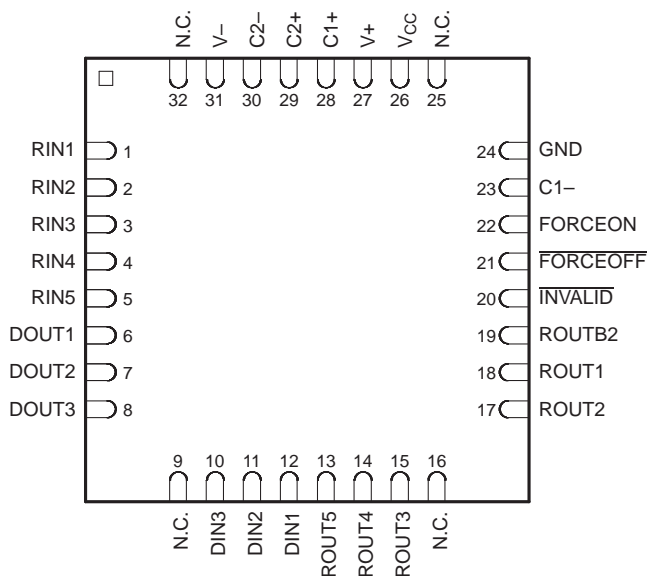 N.C. V– C2– C2+ C1+ V+ VCC N.C.
32 31 30 29 28 27 26 25
RIN1 1 24 GND
RIN2 2 23 C1–
RIN3 3 22 FORCEON
RIN4 4 21 FORCEOFF
RIN5 5 20 INVALID
DOUT1 6 19 ROUTB2
DOUT2 7 18 ROUT1
DOUT3 8 17 ROUT2
9 10 11 12 13 14 15 16
N.C. DIN3 DIN2 DIN1 ROUT5 ROUT4 ROUT3 N.C.